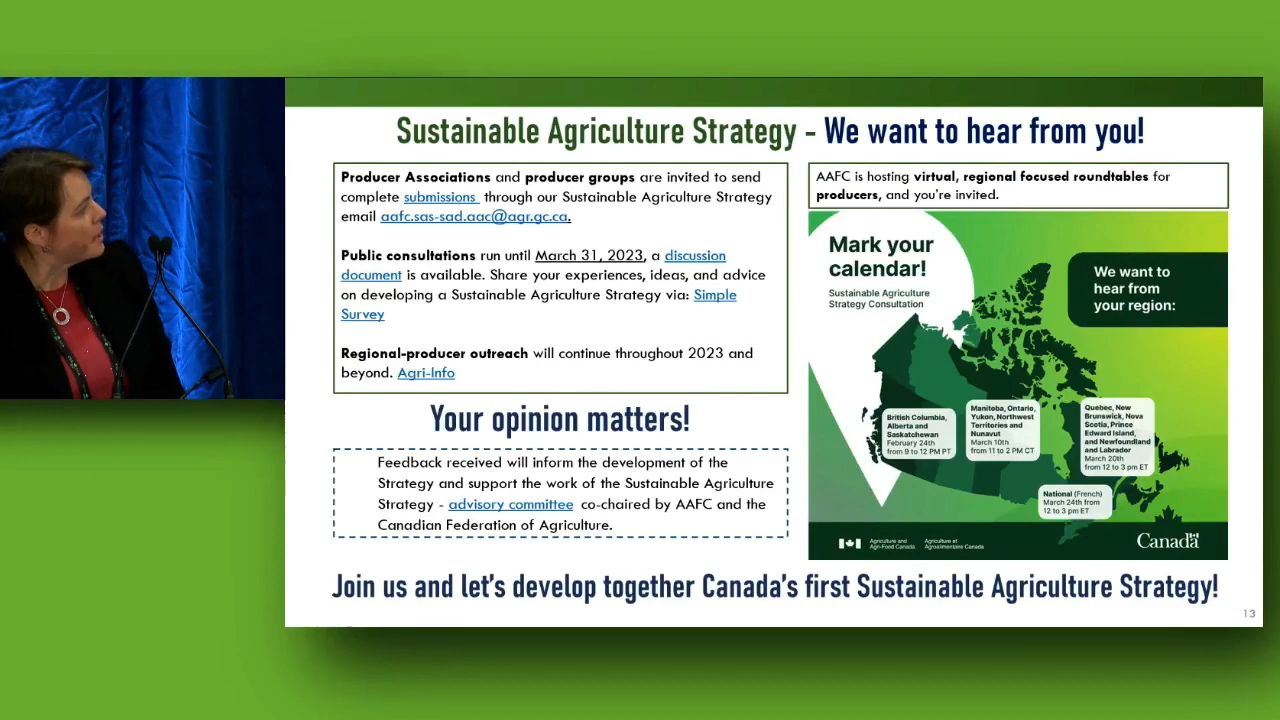 Sustainable Agriculture Strategy - We want to hear from you!
Producer Associations and producer groups are invited to send
complete submissions through our Sustainable Agriculture Strategy
email aafc.sas-sad.aac@agr.gc.ca.
Public consultations run until March 31, 2023, a discussion
document is available. Share your experiences, ideas, and advice
on developing a Sustainable Agriculture Strategy via: Simple
Survey
Regional-producer outreach will continue throughout 2023 and
beyond. Agri-Info
Your opinion matters!
Feedback received will inform the development of the
Strategy and support the work of the Sustainable Agriculture
Strategy - advisory committee co-chaired by AAFC and the
Canadian Federation of Agriculture.
AAFC is hosting virtual, regional focused roundtables for
producers, and you're invited.
Mark your
calendar!
Sustainable Agriculture
Strategy Consultation
We want to
hear from
your region:
British Columbia,
Alberta and
Saskatchewan
February 24th
from 9 to 12 PM PT
Manitoba, Ontario,
Yukon, Northwest
Territories and
Nunavut
March 10th
from 11 to 2 PM CT
Quebec, New
Brunswick, Nova
Scotia, Prince
Edward Island,
and Newfoundland
and Labrador
March 20th
from 12 to 3 pm ET
National (French)
March 24th from
12 to 3 pm ET
Agriculture and
Agri-Food Canada
Agriculture et
Agroalimentaire Canada
Canada
Join us and let's develop together Canada's first Sustainable Agriculture Strategy!
13